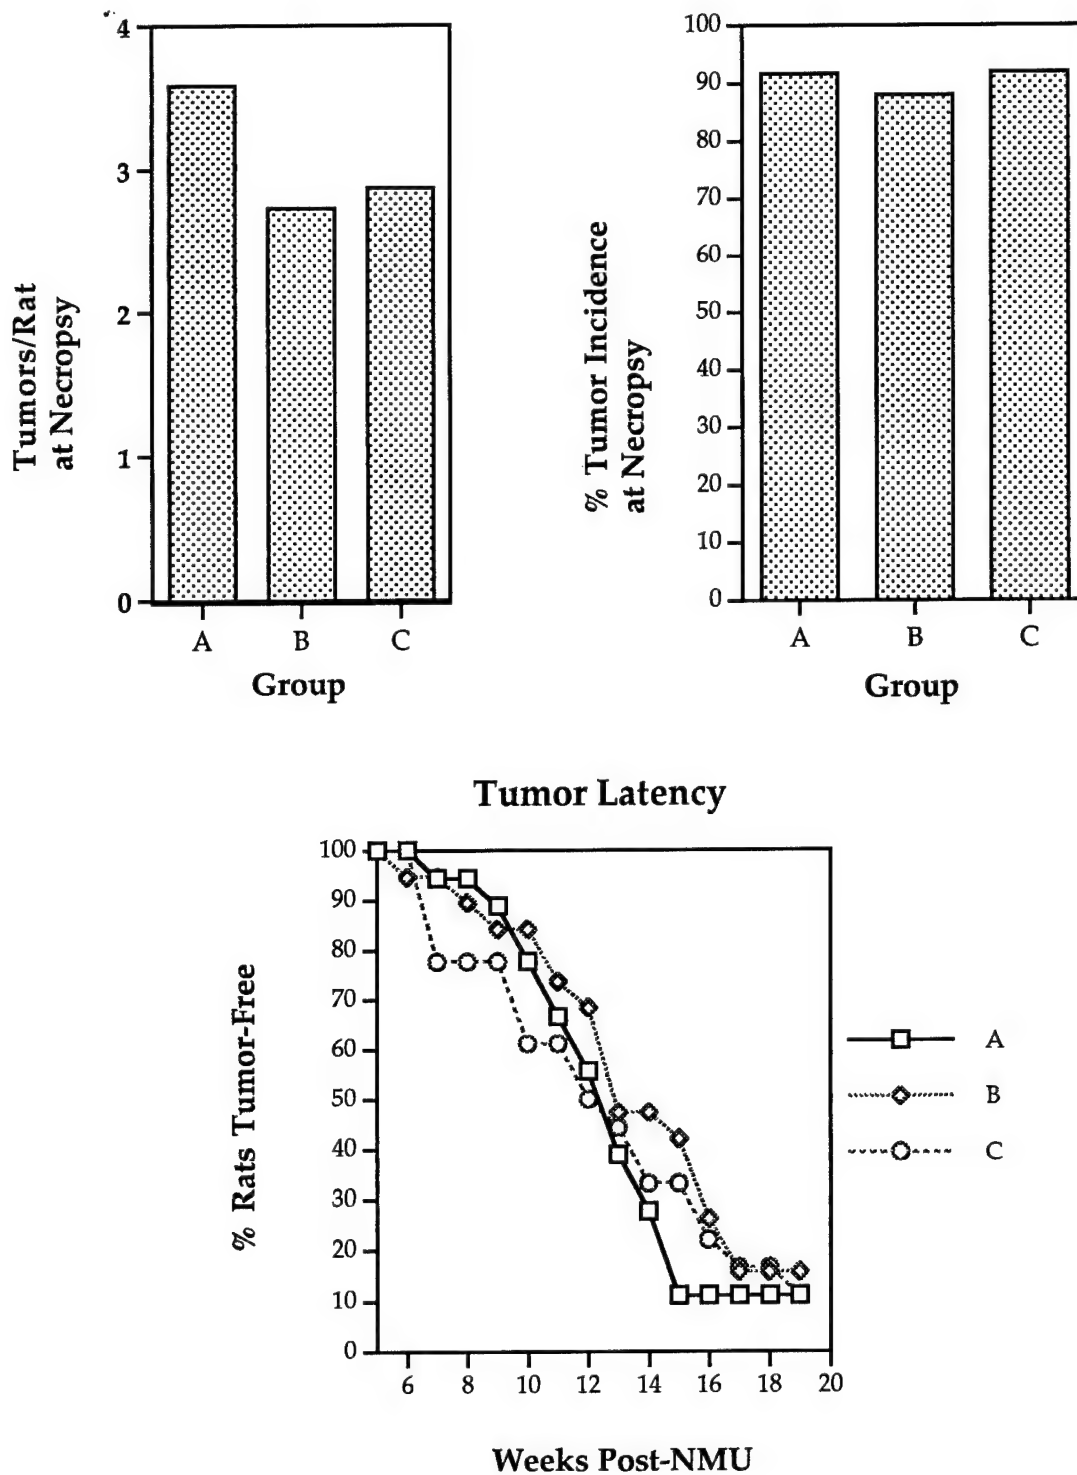 4
3
2
1
0
Tumors/Rat
at Necropsy
A B C
Group
100
90
80
70
60
50
40
30
20
10
0
% Tumor Incidence
at Necropsy
A B C
Group
Tumor Latency
100
90
80
70
60
50
40
30
20
10
0
% Rats Tumor-Free
6 8 10 12 14 16 18 20
Weeks Post-NMU
A
B
C